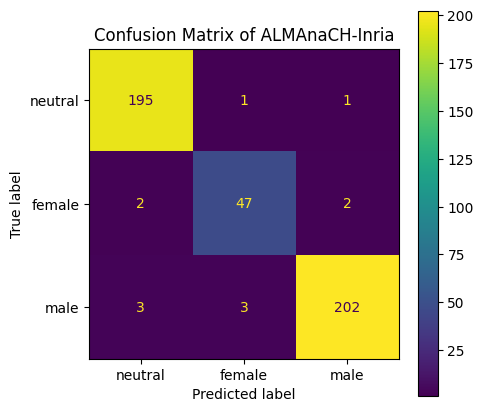 Confusion Matrix of ALMAnaCH-Inria
True label
neutral 195 1 1
female 2 47 2
male 3 3 202
neutral female male
Predicted label
200
175
150
125
100
75
50
25